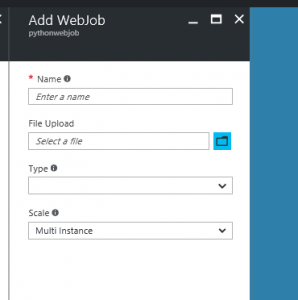 Add WebJob
pythonwebjob
* Name
Enter a name
File Upload
Select a file
Type
Scale
Multi Instance